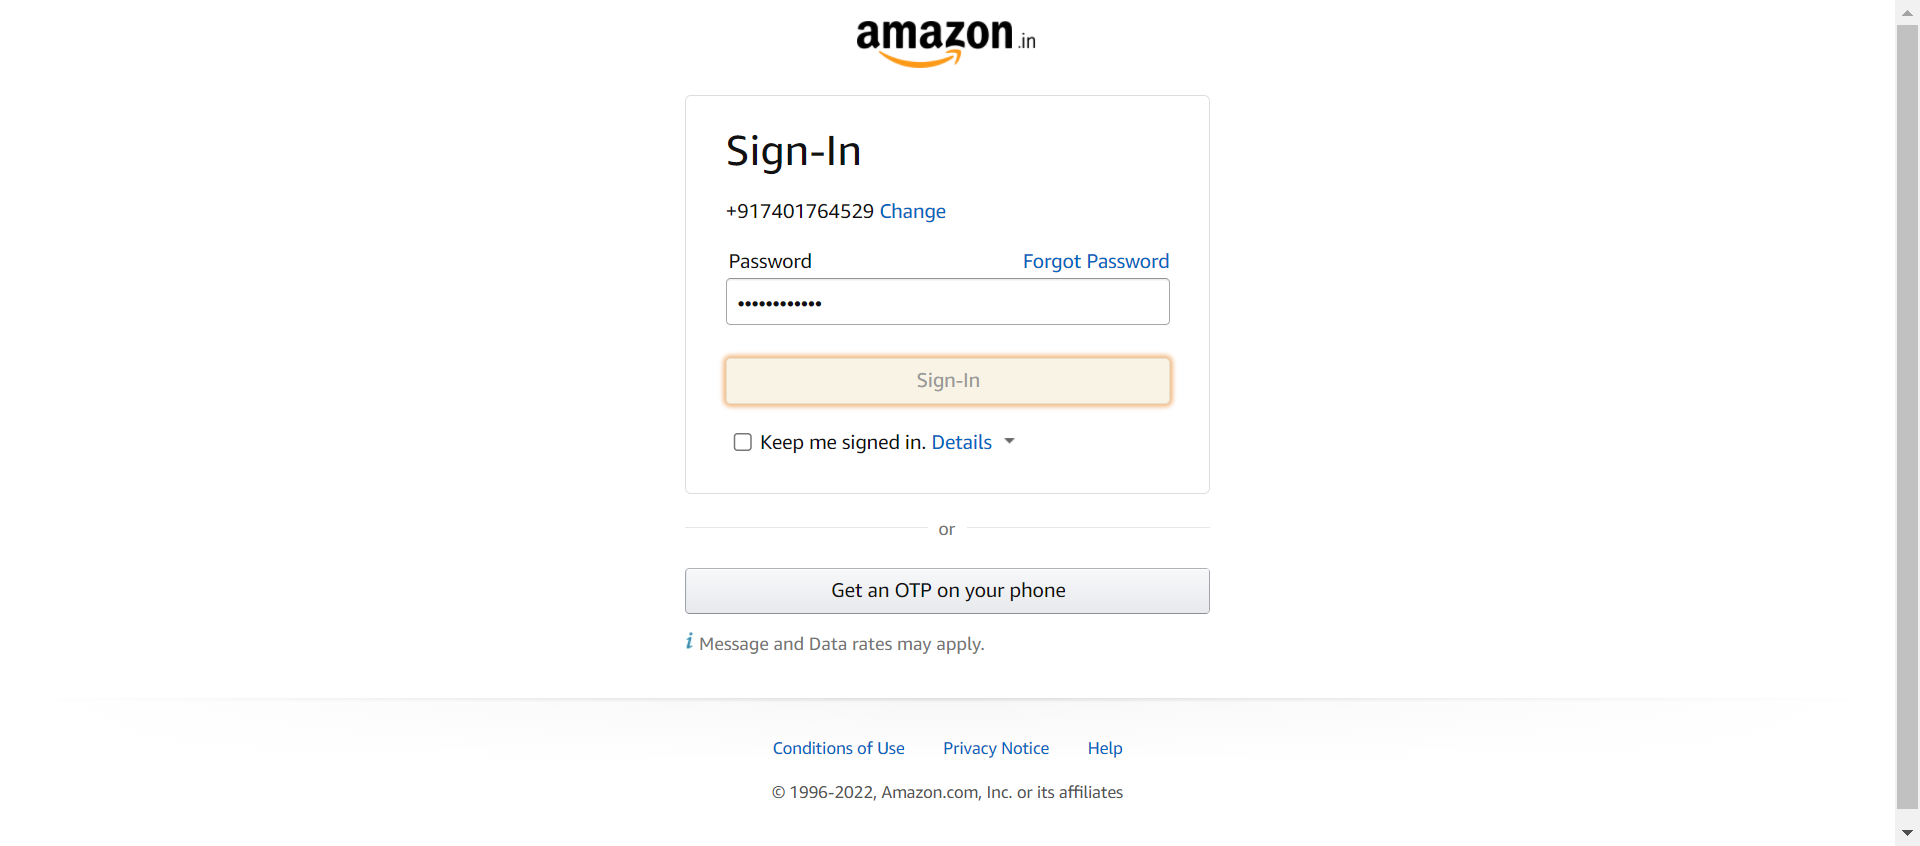 amazon.in
Sign-In
+917401764529 Change
Password Forgot Password
••••••••••••
Sign-In
Keep me signed in. Details
or
Get an OTP on your phone
i Message and Data rates may apply.
Conditions of Use Privacy Notice Help
© 1996-2022, Amazon.com, Inc. or its affiliates